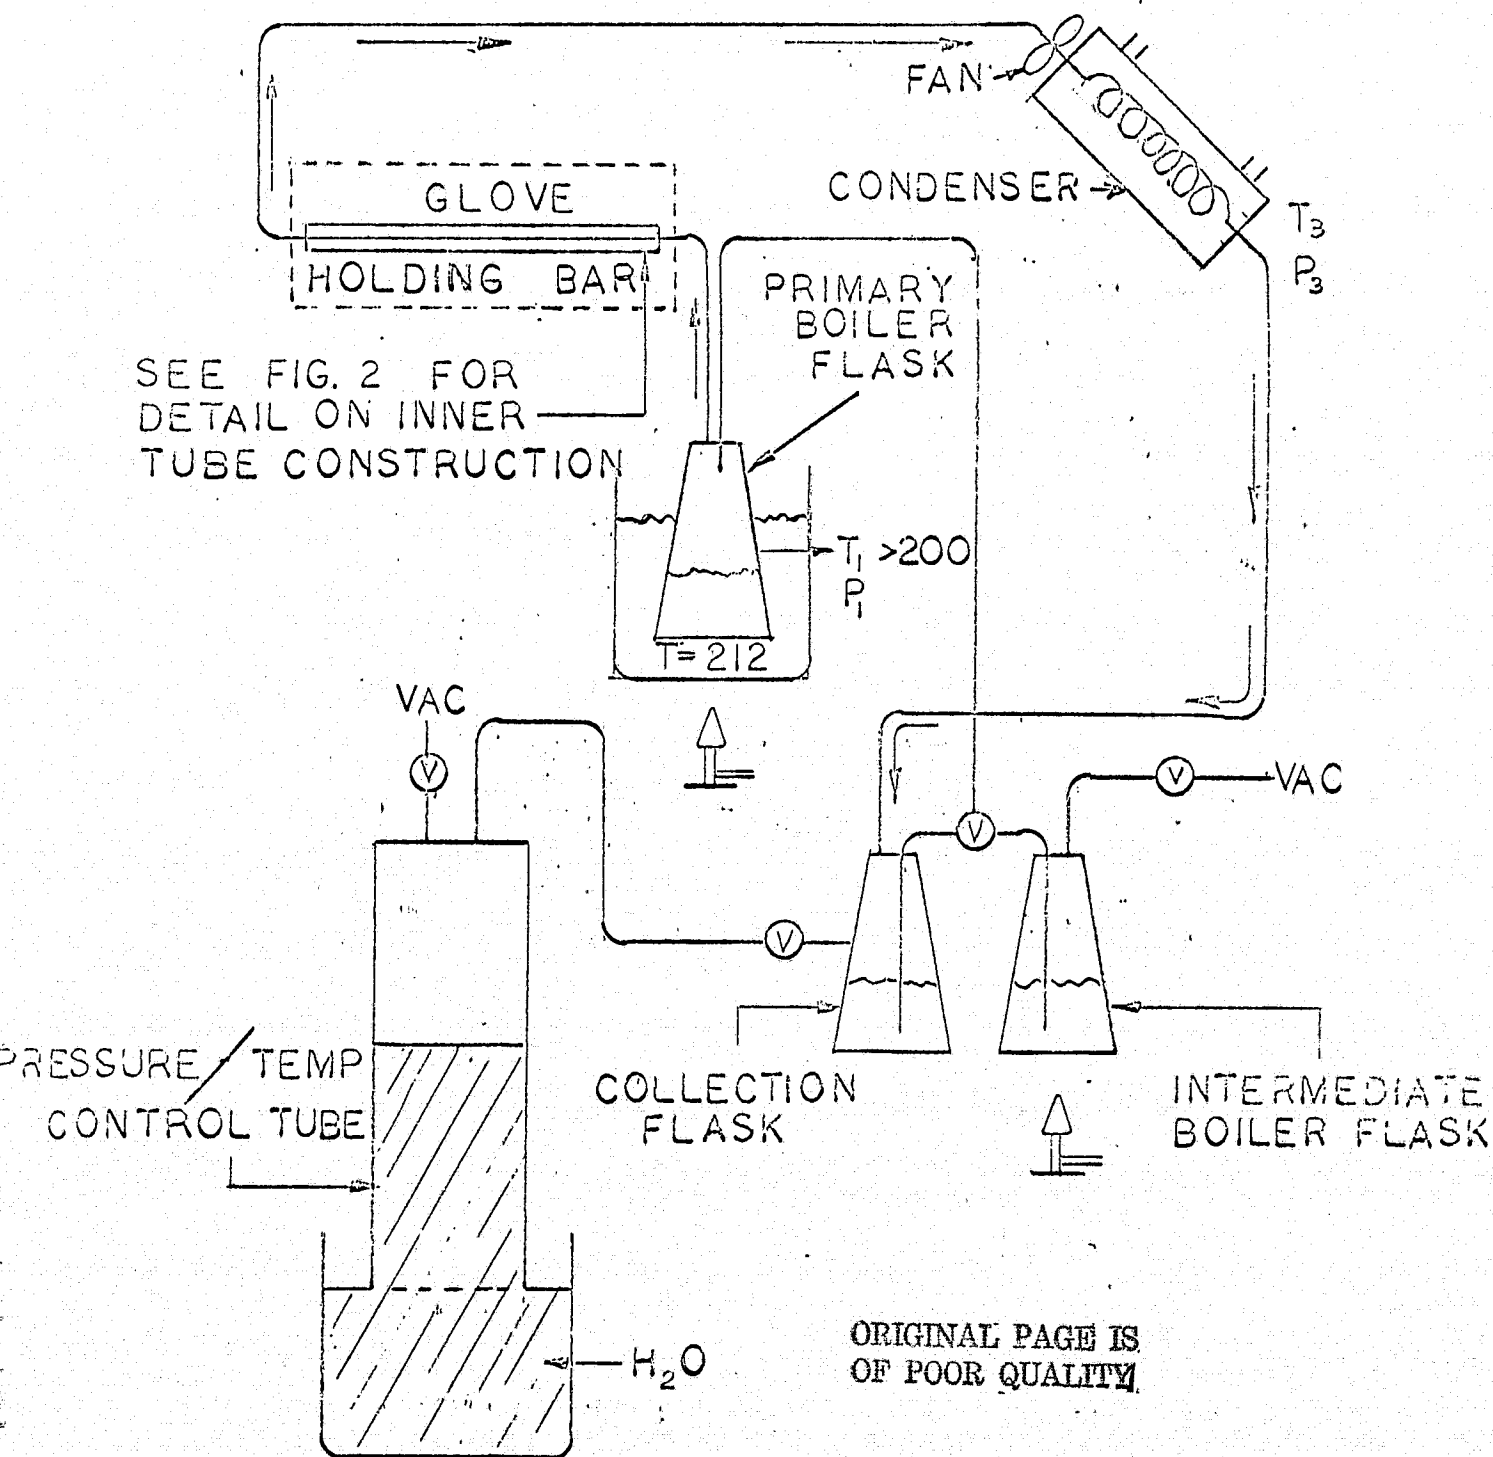 FAN
CONDENSER
T3
P3
GLOVE
HOLDING BAR
PRIMARY
BOILER
FLASK
SEE FIG. 2 FOR
DETAIL ON INNER
TUBE CONSTRUCTION
T1 >200
P1
T= 212
VAC
V
V
VAC
V
V
PRESSURE / TEMP
CONTROL TUBE
COLLECTION
FLASK
INTERMEDIATE
BOILER FLASK
H2O
ORIGINAL PAGE IS
OF POOR QUALITY